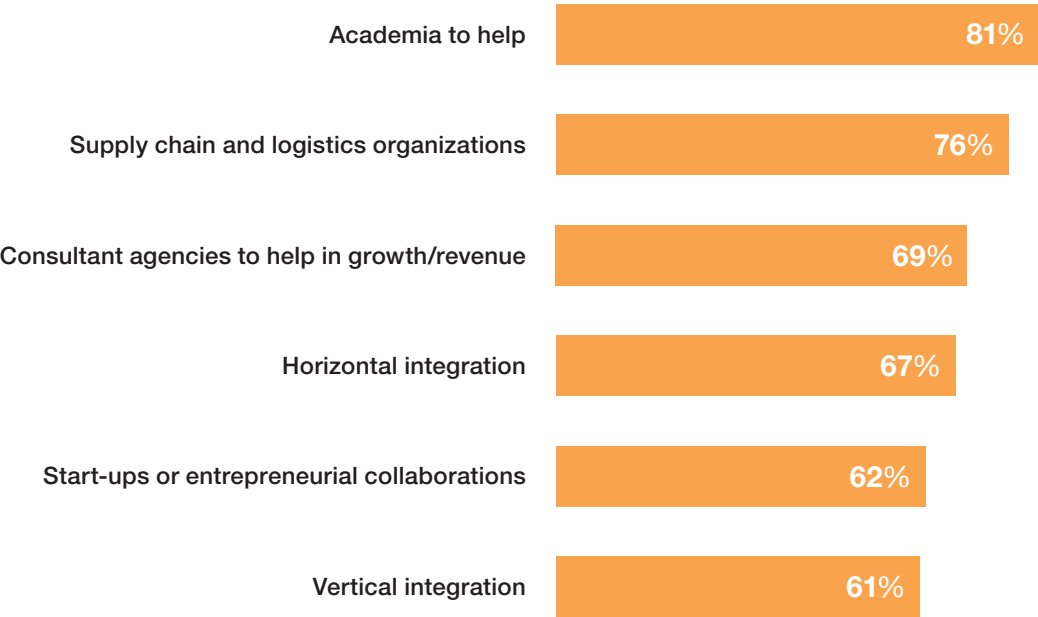 Academia to help 81%
Supply chain and logistics organizations 76%
Consultant agencies to help in growth/revenue 69%
Horizontal integration 67%
Start-ups or entrepreneurial collaborations 62%
Vertical integration 61%